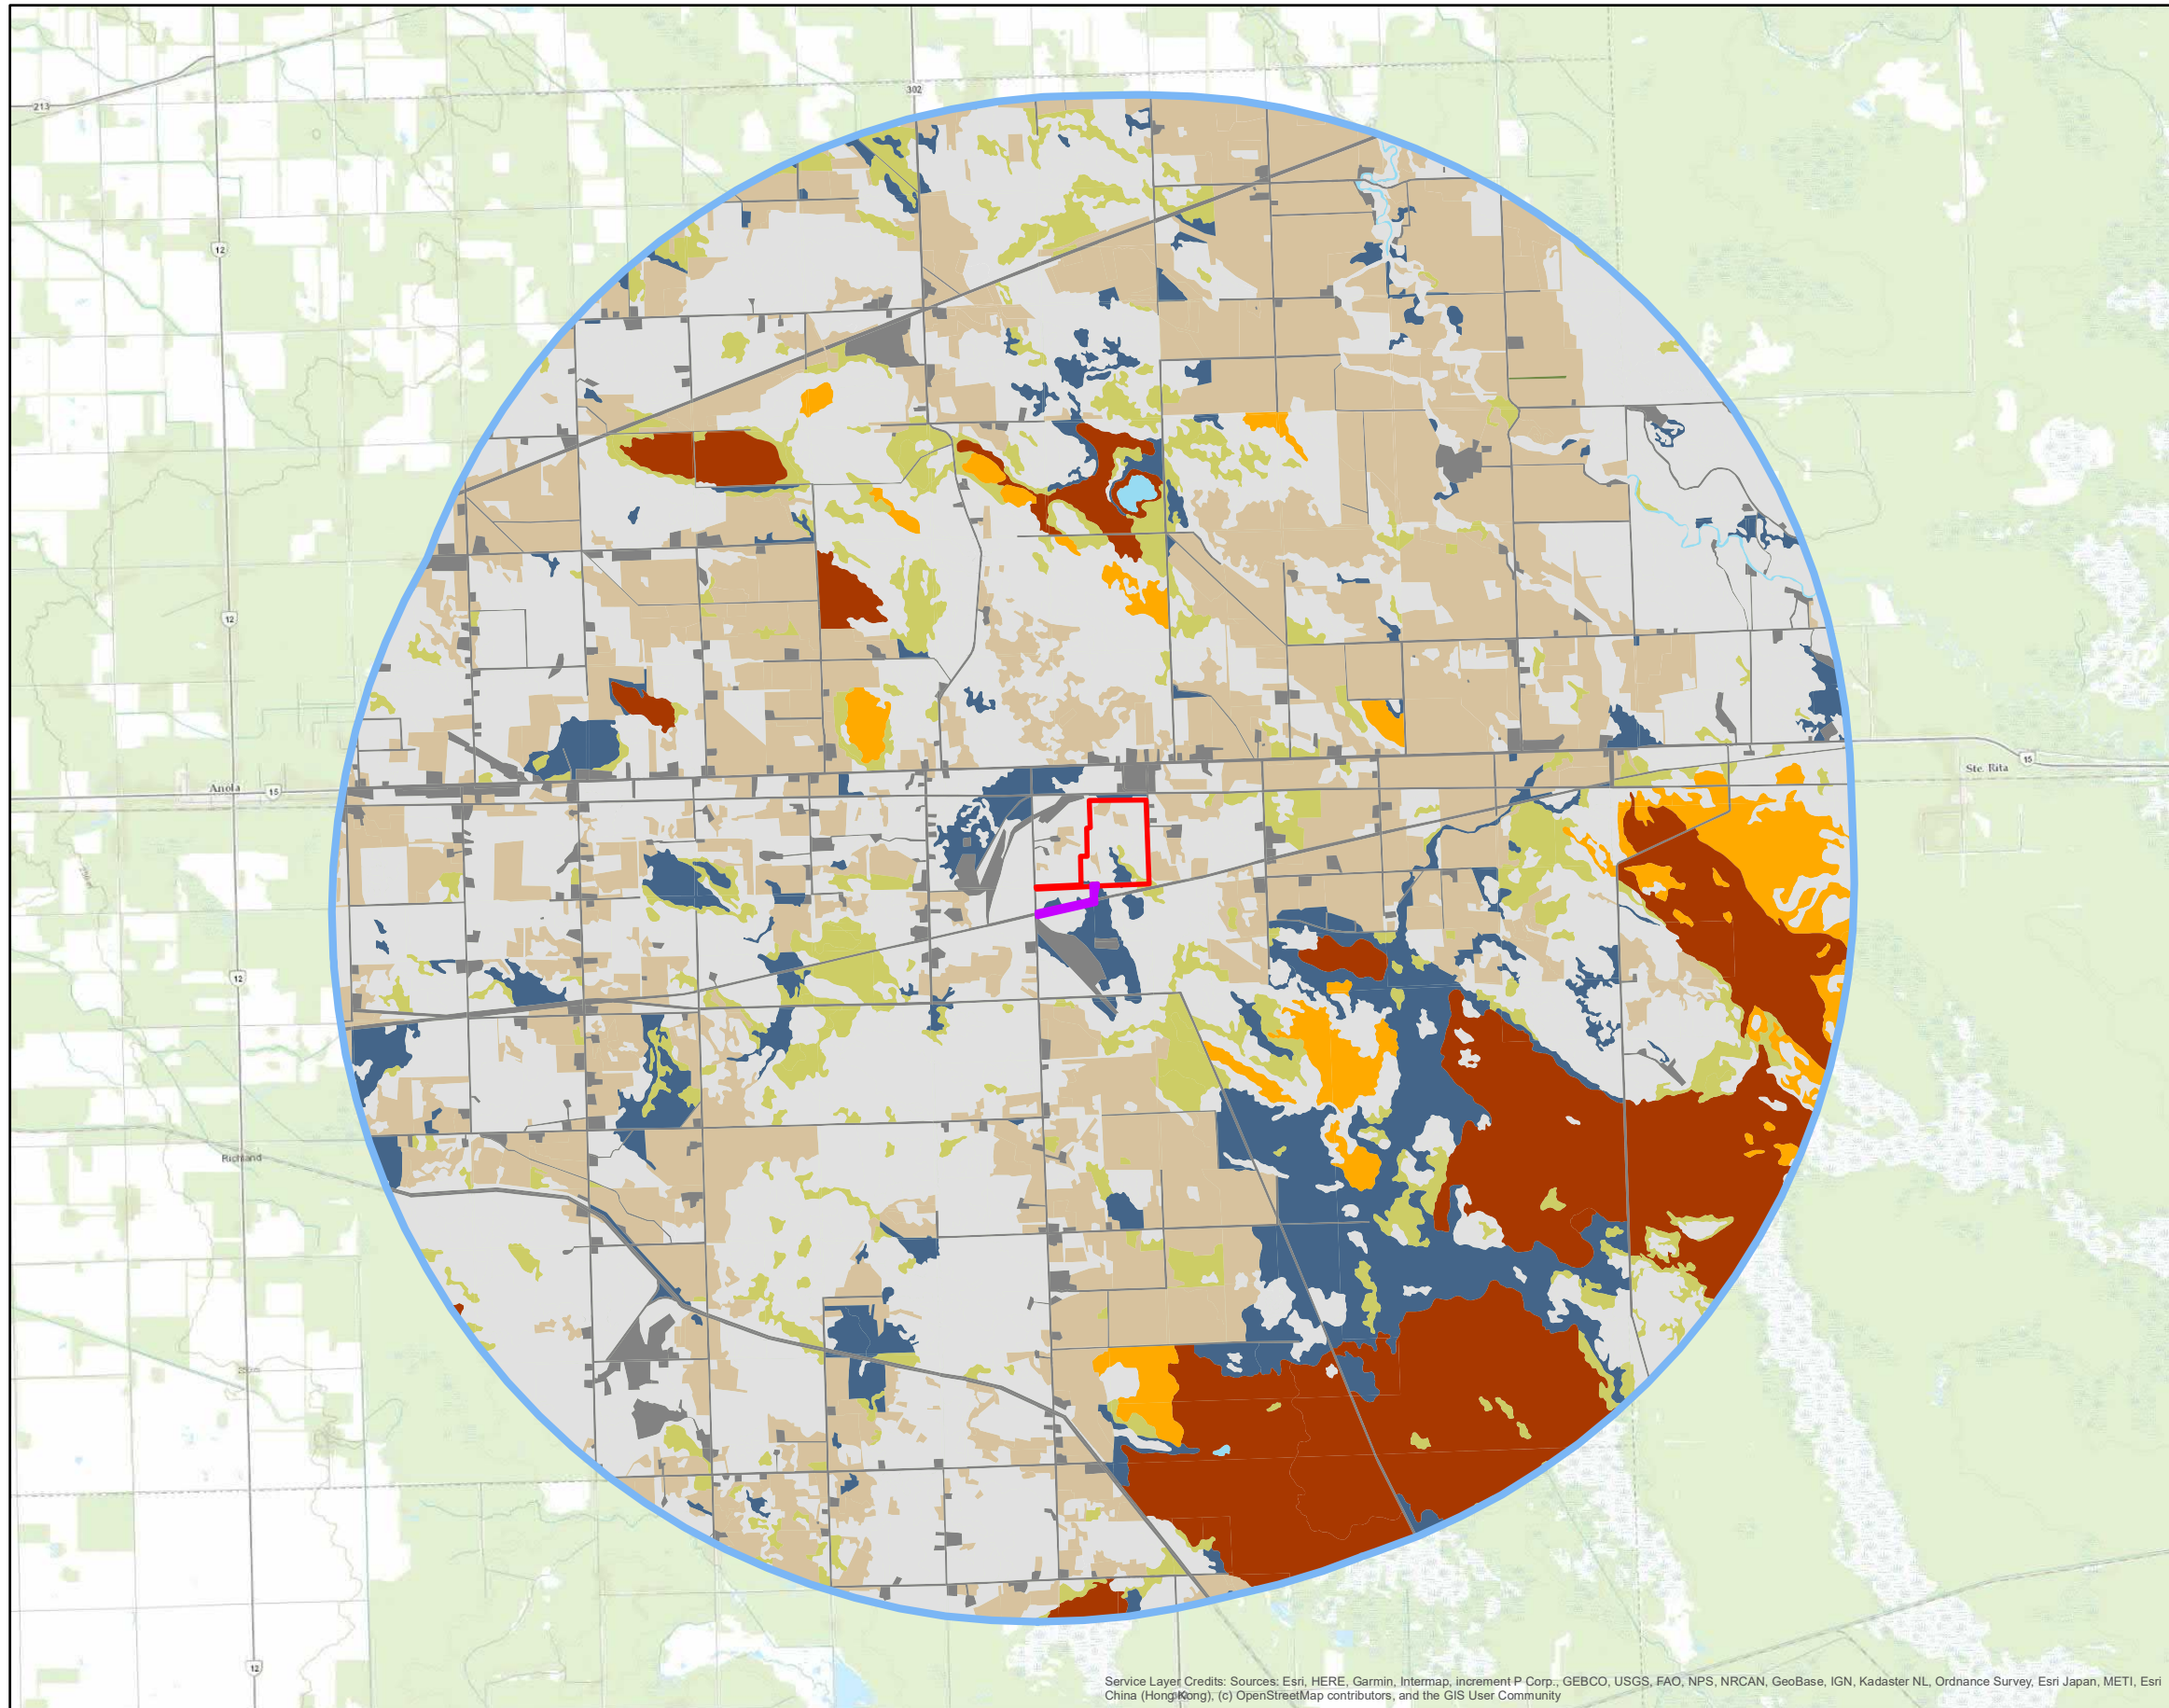 302
213
12
12
Anola
15
15
Ste. Rita
12
Richland
12
Service Layer Credits: Sources: Esri, HERE, Garmin, Intermap, increment P Corp., GEBCO, USGS, FAO, NPS, NRCAN, GeoBase, IGN, Kadaster NL, Ordnance Survey, Esri Japan, METI, Esri
China (Hong Kong), (c) OpenStreetMap contributors, and the GIS User Community